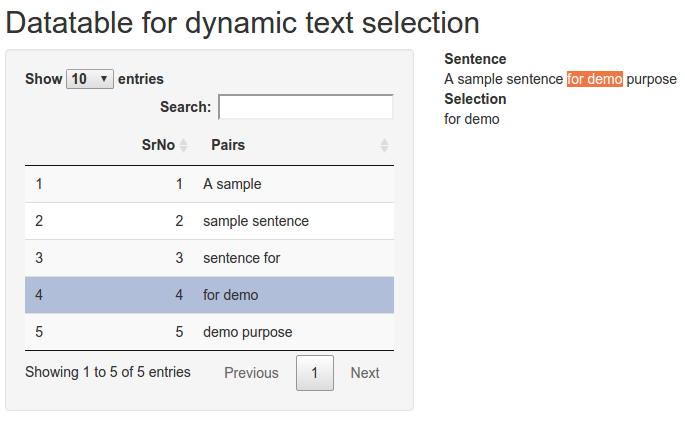 Datatable for dynamic text selection
Show 10 entries
Search:
SrNo Pairs
1 1 A sample
2 2 sample sentence
3 3 sentence for
4 4 for demo
5 5 demo purpose
Showing 1 to 5 of 5 entries Previous 1 Next
Sentence
A sample sentence for demo purpose
Selection
for demo